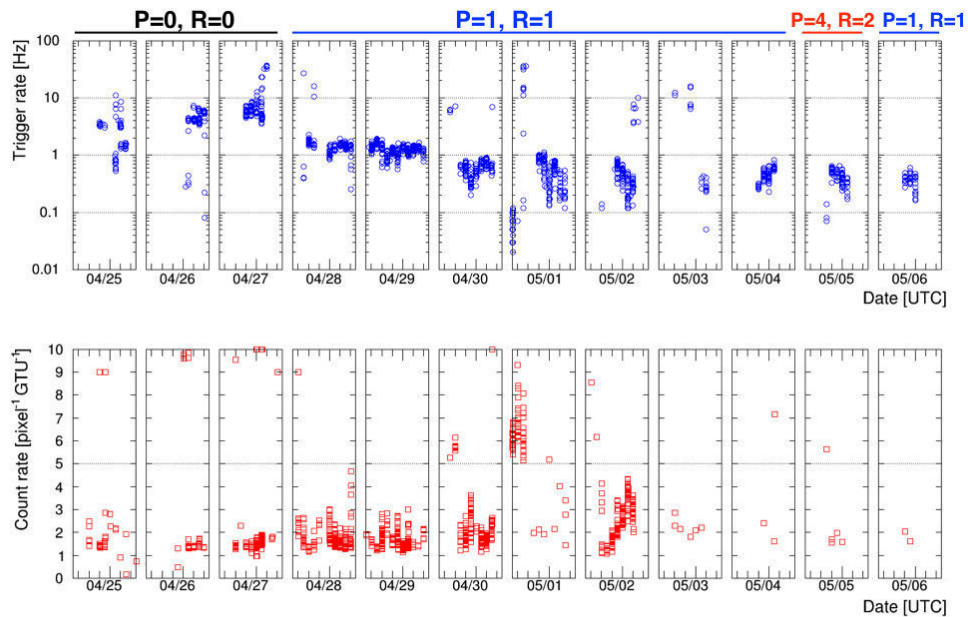 P=0, R=0 P=1, R=1 P=4, R=2 P=1, R=1
Trigger rate [Hz]
100
10
1
0.1
0.01
04/25 04/26 04/27 04/28 04/29 04/30 05/01 05/02 05/03 05/04 05/05 05/06
Date [UTC]
Count rate [pixel⁻¹ GTU⁻¹]
10
9
8
7
6
5
4
3
2
1
0
04/25 04/26 04/27 04/28 04/29 04/30 05/01 05/02 05/03 05/04 05/05 05/06
Date [UTC]